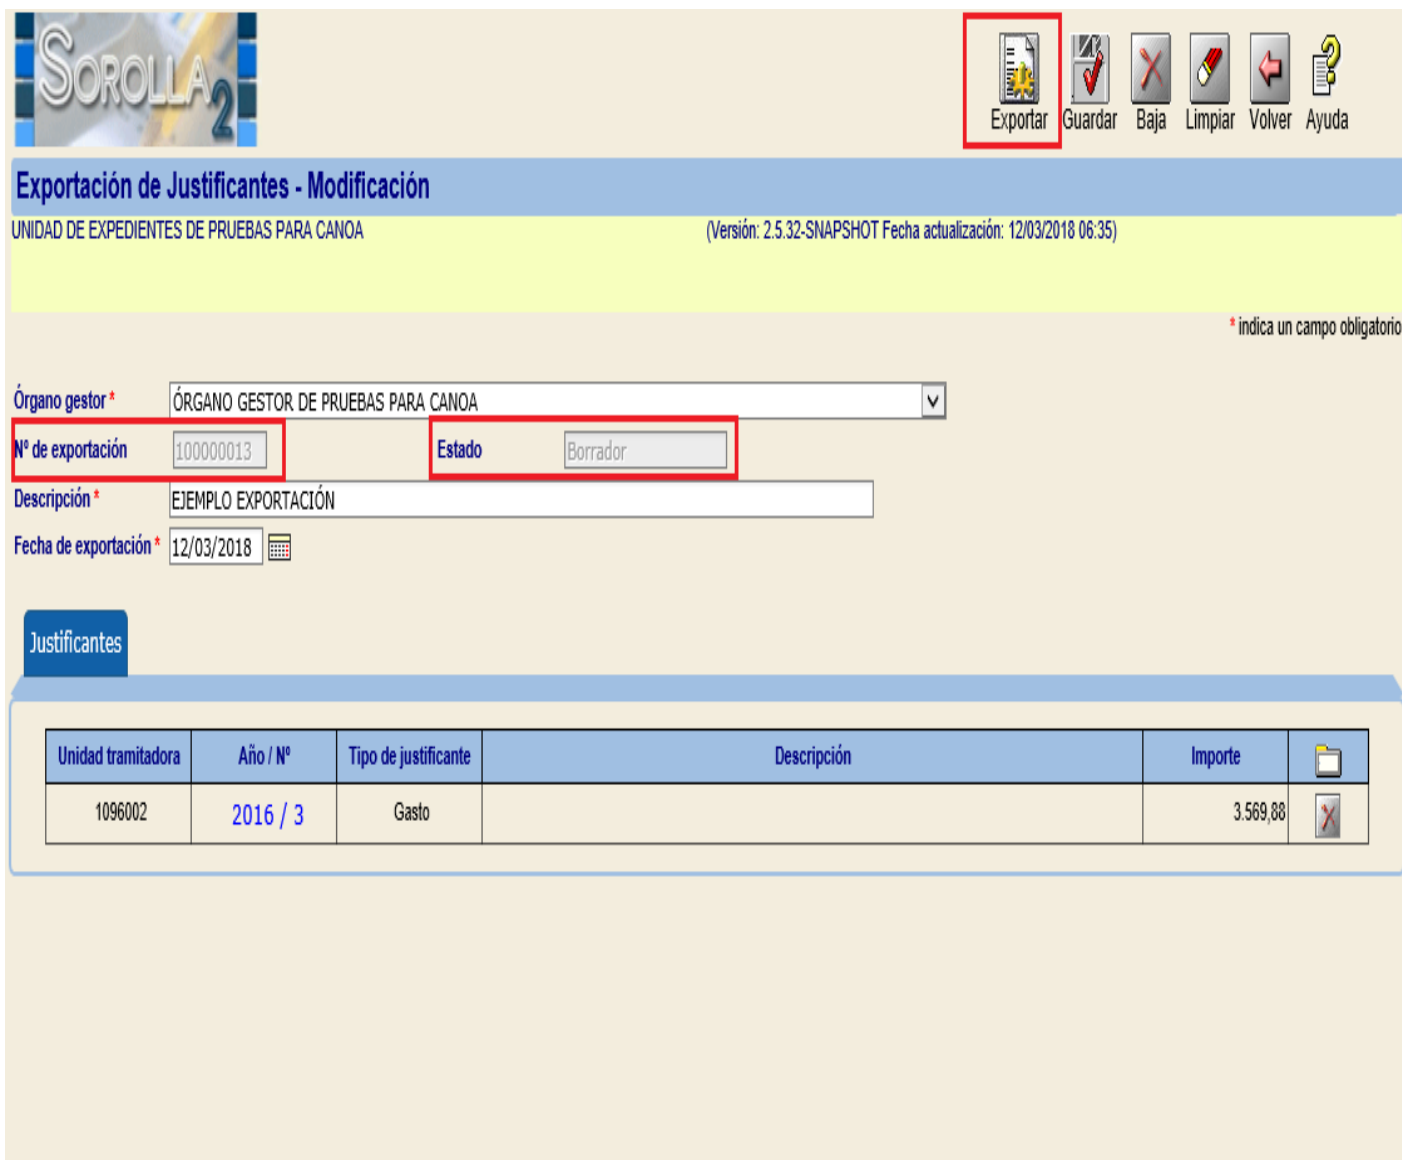 SOROLLA2
Exportar Guardar Baja Limpiar Volver Ayuda
Exportación de Justificantes - Modificación
UNIDAD DE EXPEDIENTES DE PRUEBAS PARA CANOA (Versión: 2.5.32-SNAPSHOT Fecha actualización: 12/03/2018 06:35)
* indica un campo obligatorio
Órgano gestor * ÓRGANO GESTOR DE PRUEBAS PARA CANOA
Nº de exportación 100000013 Estado Borrador
Descripción * EJEMPLO EXPORTACIÓN
Fecha de exportación * 12/03/2018
Justificantes
Unidad tramitadora Año / Nº Tipo de justificante Descripción Importe
1096002 2016 / 3 Gasto 3.569,88